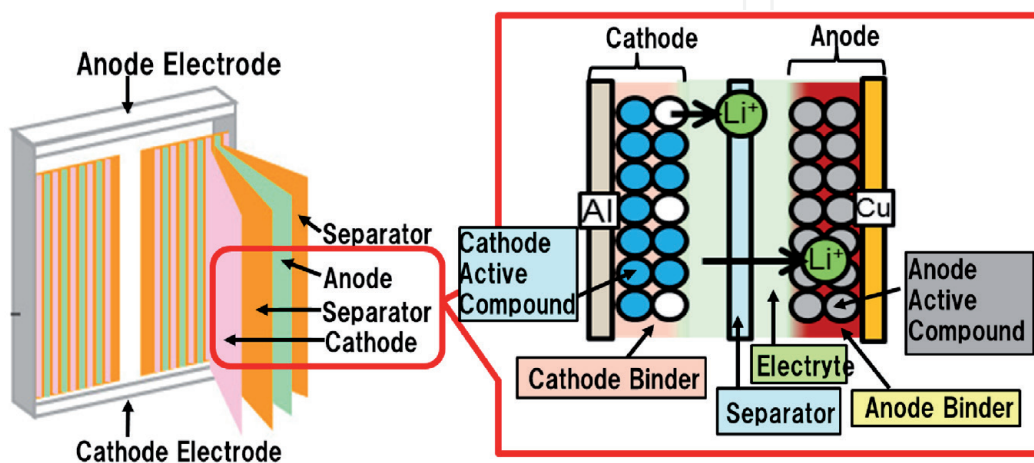 Anode Electrode
Separator
Anode
Separator
Cathode
Cathode Electrode
Cathode
Anode
Li+
Al
Cu
Cathode
Active
Compound
Li+
Anode
Active
Compound
Electryte
Cathode Binder
Separator
Anode Binder